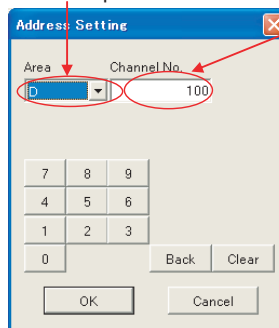 Address Setting
Area Channel No.
D 100
7 8 9
4 5 6
1 2 3
0 Back Clear
OK Cancel